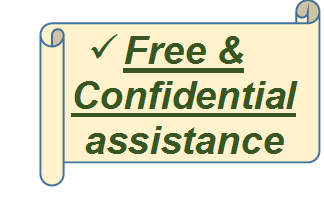 ✓ Free &
Confidential
assistance